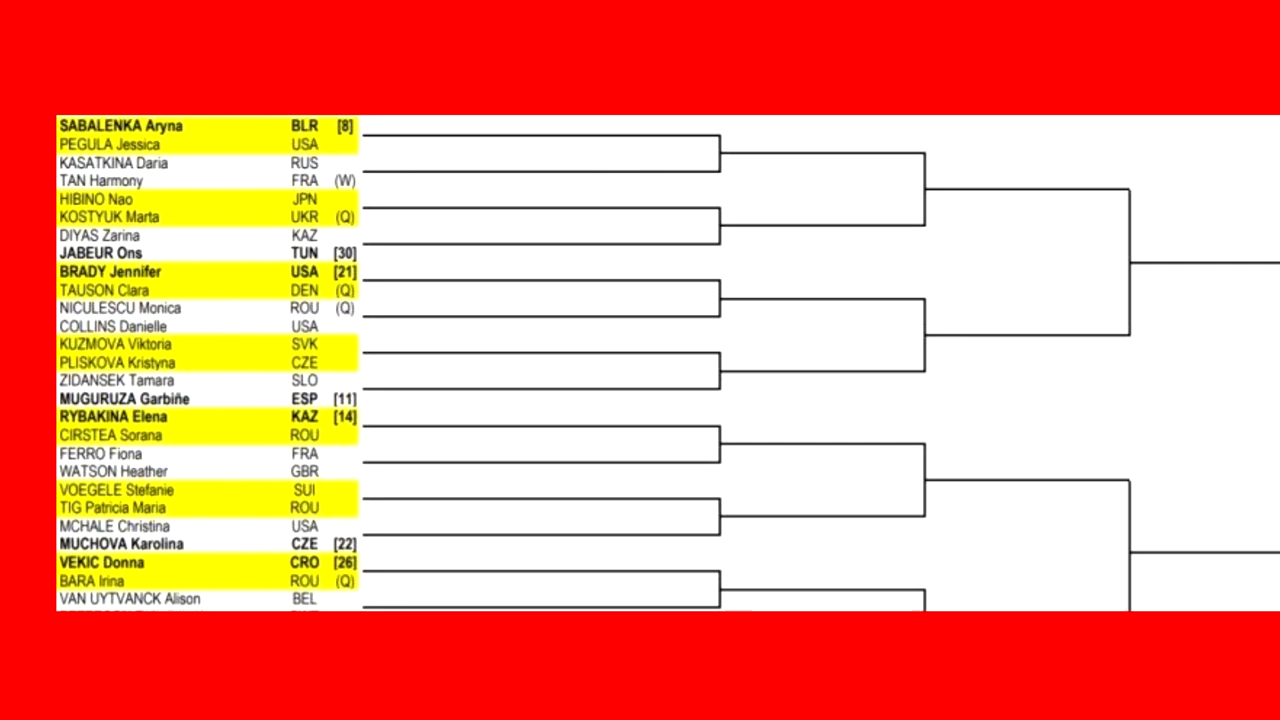 SABALENKA Aryna BLR [8]
PEGULA Jessica USA
KASATKINA Daria RUS
TAN Harmony FRA (W)
HIBINO Nao JPN
KOSTYUK Marta UKR (Q)
DIYAS Zarina KAZ
JABEUR Ons TUN [30]
BRADY Jennifer USA [21]
TAUSON Clara DEN (Q)
NICULESCU Monica ROU (Q)
COLLINS Danielle USA
KUZMOVA Viktoria SVK
PLISKOVA Kristyna CZE
ZIDANSEK Tamara SLO
MUGURUZA Garbiñe ESP [11]
RYBAKINA Elena KAZ [14]
CIRSTEA Sorana ROU
FERRO Fiona FRA
WATSON Heather GBR
VOEGELE Stefanie SUI
TIG Patricia Maria ROU
MCHALE Christina USA
MUCHOVA Karolina CZE [22]
VEKIC Donna CRO [26]
BARA Irina ROU (Q)
VAN UYTVANCK Alison BEL